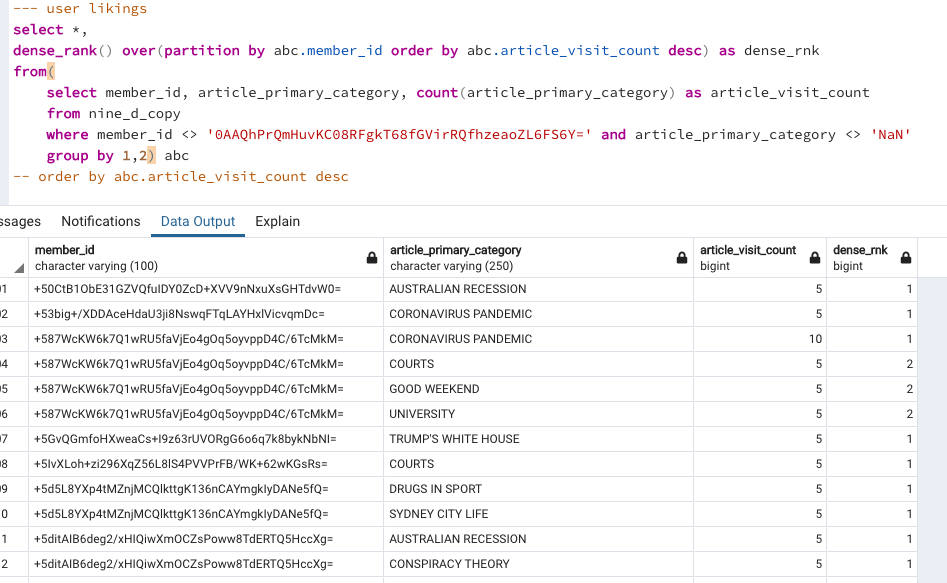 --- user likings
select *,
dense_rank() over(partition by abc.member_id order by abc.article_visit_count desc) as dense_rnk
from(
select member_id, article_primary_category, count(article_primary_category) as article_visit_count
from nine_d_copy
where member_id <> '0AAQhPrQmHuvKC08RFgkT68fGVirRQfhzeaoZL6FS6Y=' and article_primary_category <> 'NaN'
group by 1,2) abc
-- order by abc.article_visit_count desc
ssages Notifications Data Output Explain
member_id article_primary_category article_visit_count dense_rnk
character varying (100) character varying (250) bigint bigint
01 +50CtB1ObE31GZVQfuIDY0ZcD+XVV9nNxuXsGHTdvW0= AUSTRALIAN RECESSION 5 1
02 +53big+/XDDAceHdaU3ji8NswqFTqLAYHxlVicvqmDc= CORONAVIRUS PANDEMIC 5 1
03 +587WcKW6k7Q1wRU5faVjEo4gOq5oyvppD4C/6TcMkM= CORONAVIRUS PANDEMIC 10 1
04 +587WcKW6k7Q1wRU5faVjEo4gOq5oyvppD4C/6TcMkM= COURTS 5 2
05 +587WcKW6k7Q1wRU5faVjEo4gOq5oyvppD4C/6TcMkM= GOOD WEEKEND 5 2
06 +587WcKW6k7Q1wRU5faVjEo4gOq5oyvppD4C/6TcMkM= UNIVERSITY 5 2
07 +5GvQGmfoHXweaCs+I9z63rUVORgG6o6q7k8bykNbNI= TRUMP'S WHITE HOUSE 5 1
08 +5IvXLoh+zi296XqZ56L8lS4PVVPrFB/WK+62wKGsRs= COURTS 5 1
09 +5d5L8YXp4tMZnjMCQlkttgK136nCAYmgkIyDANe5fQ= DRUGS IN SPORT 5 1
0 +5d5L8YXp4tMZnjMCQlkttgK136nCAYmgkIyDANe5fQ= SYDNEY CITY LIFE 5 1
1 +5ditAIB6deg2/xHIQiwXmOCZsPoww8TdERTQ5HccXg= AUSTRALIAN RECESSION 5 1
2 +5ditAIB6deg2/xHIQiwXmOCZsPoww8TdERTQ5HccXg= CONSPIRACY THEORY 5 1